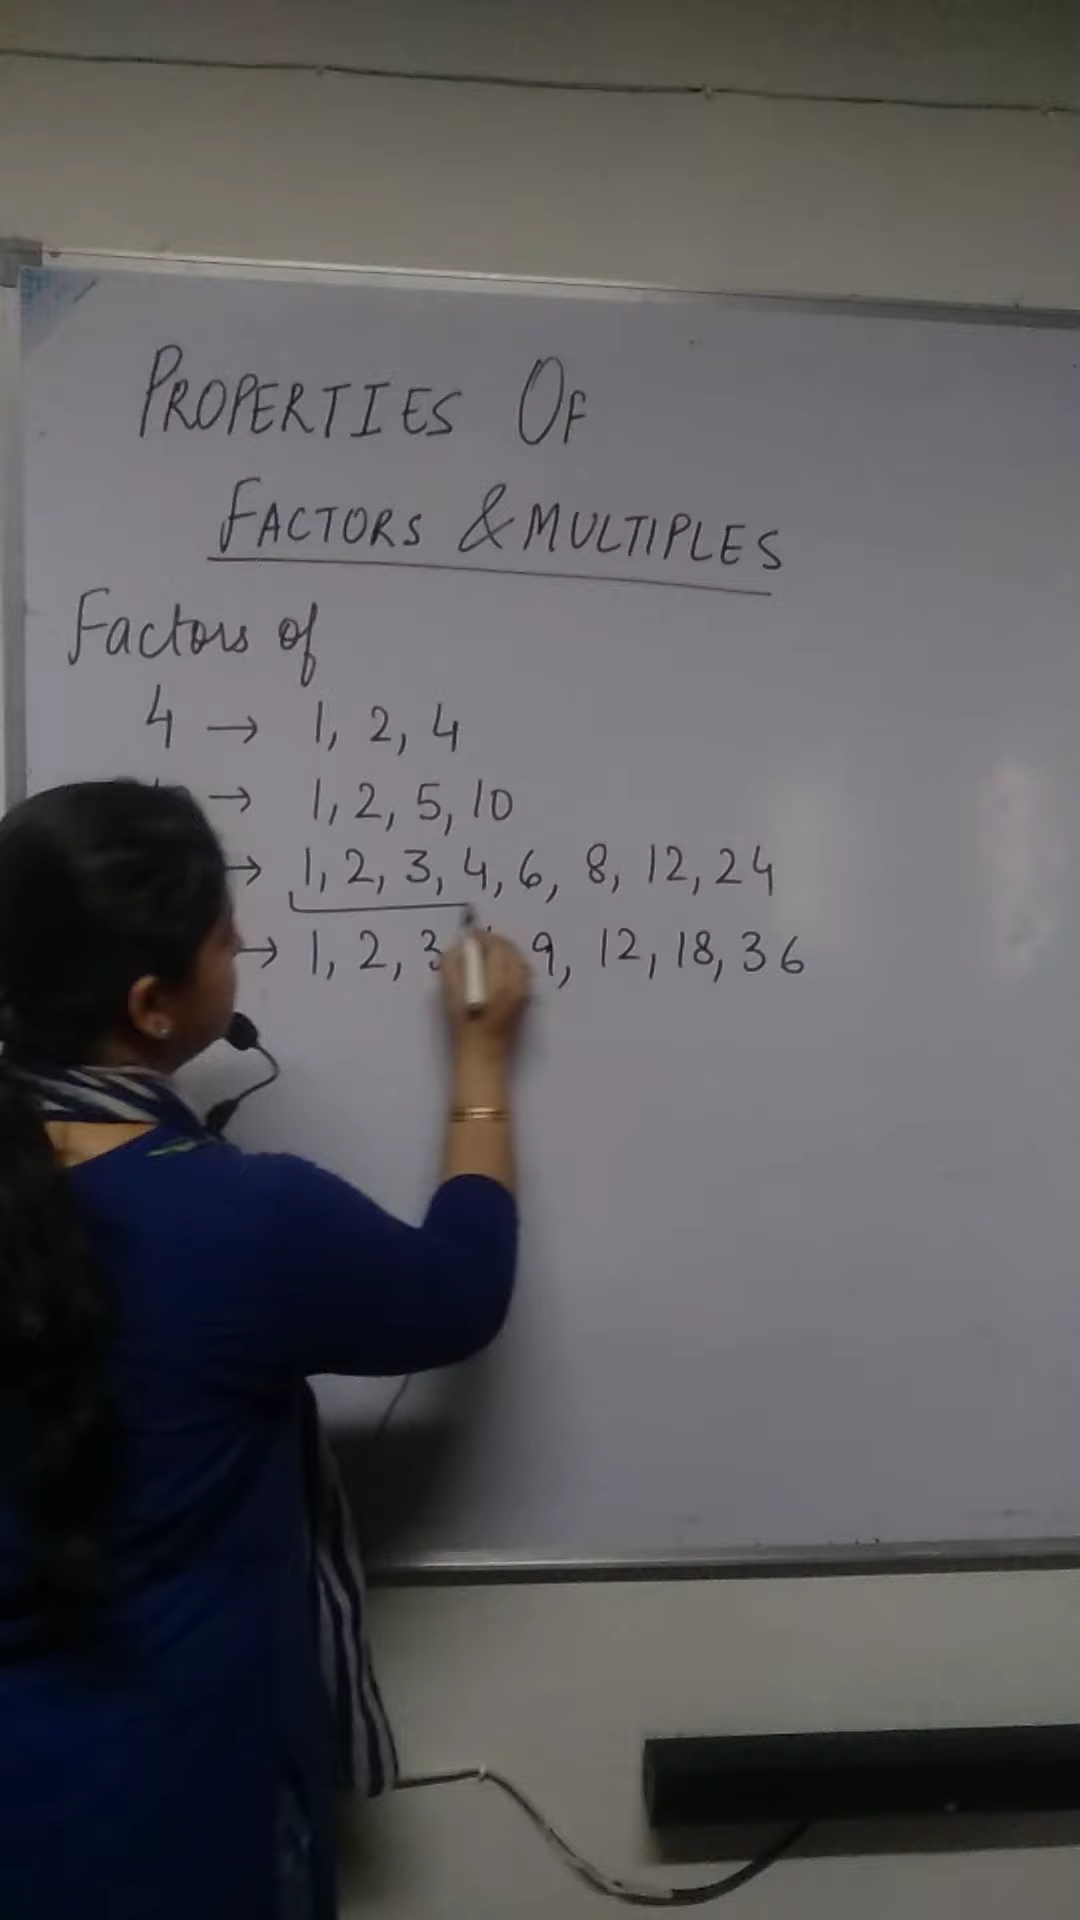 PROPERTIES OF
FACTORS & MULTIPLES
Factors of
4 → 1, 2, 4
→ 1, 2, 5, 10
→ 1, 2, 3, 4, 6, 8, 12, 24
→ 1, 2, 3 9, 12, 18, 36